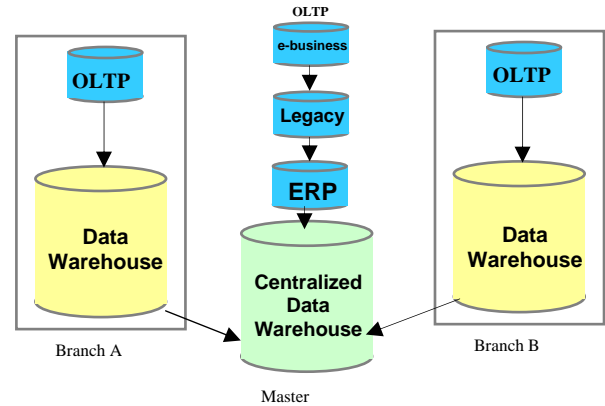 OLTP
e-business
OLTP
Legacy
OLTP
ERP
Data
Warehouse
Centralized
Data
Warehouse
Data
Warehouse
Branch A
Branch B
Master